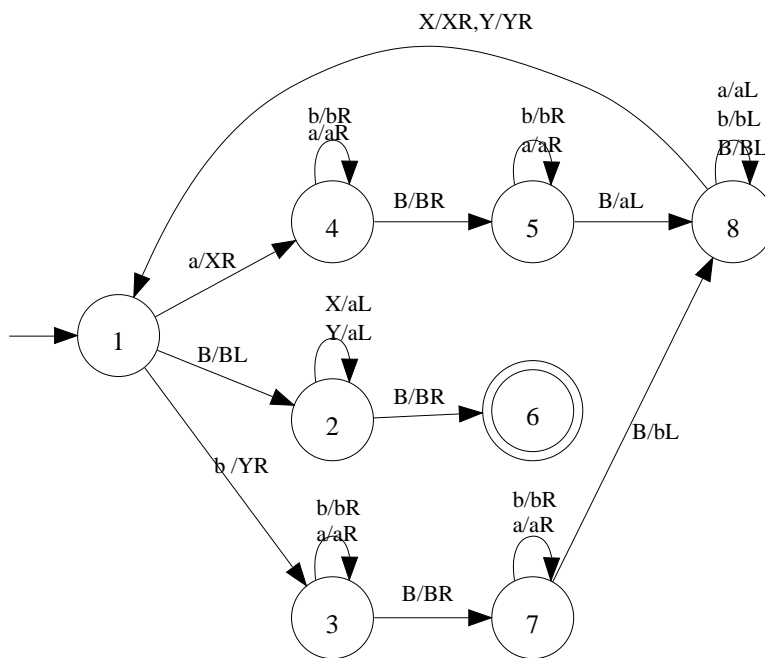 X/XR,Y/YR
a/aL
b/bL
B/BL
b/bR
a/aR
b/bR
a/aR
4
B/BR
5
B/aL
8
a/XR
X/aL
Y/aL
1
B/BL
2
B/BR
6
B/bL
b /YR
b/bR
a/aR
b/bR
a/aR
3
B/BR
7